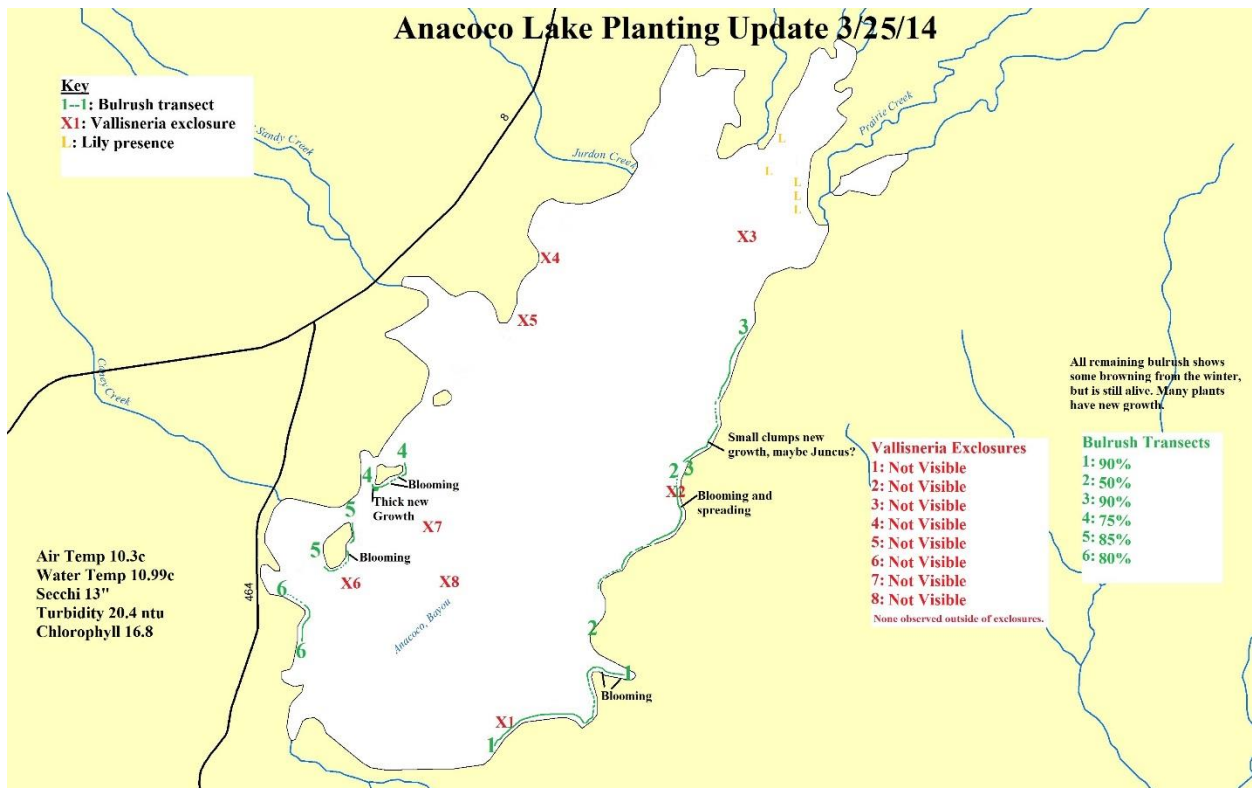 Anacoco Lake Planting Update 3/25/14
Key
1--1: Bulrush transect
X1: Vallisneria exclosure
L: Lily presence
Sandy Creek
8
Jurdon Creek
Prairie Creek
L
L
L
L
L
X3
X4
X5
3
Caney Creek
All remaining bulrush shows
some browning from the winter,
but is still alive. Many plants
have new growth.
Small clumps new
growth, maybe Juncus?
Vallisneria Exclosures
1: Not Visible
2: Not Visible
3: Not Visible
4: Not Visible
5: Not Visible
6: Not Visible
7: Not Visible
8: Not Visible
None observed outside of exclosures.
Bulrush Transects
1: 90%
2: 50%
3: 90%
4: 75%
5: 85%
6: 80%
4
4
Blooming
Thick new
Growth
2 3
X2
Blooming and
spreading
5
5
Blooming
X7
X6
X8
6
6
464
Air Temp 10.3c
Water Temp 10.99c
Secchi 13"
Turbidity 20.4 ntu
Chlorophyll 16.8
Anacoco, Bayou
2
1
Blooming
X1
1